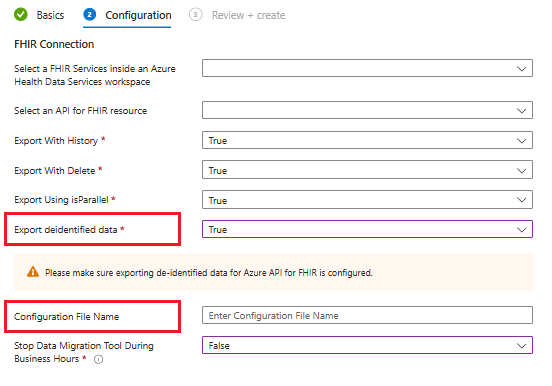 Basics
2 Configuration
3 Review + create
FHIR Connection
Select a FHIR Services inside an Azure
Health Data Services workspace
Select an API for FHIR resource
Export With History * True
Export With Delete * True
Export Using isParallel * True
Export deidentified data * True
Please make sure exporting de-identified data for Azure API for FHIR is configured.
Configuration File Name Enter Configuration File Name
Stop Data Migration Tool During False
Business Hours *